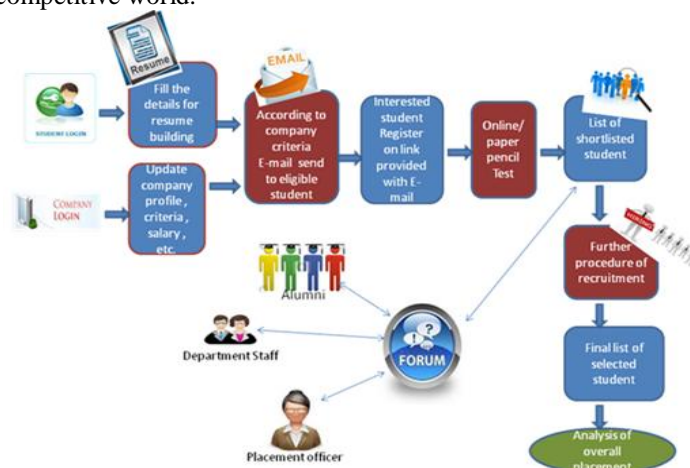 competitive world.
Resume
STUDENT LOGIN
Fill the
details for
resume
building
EMAIL
According to
company
criteria
E-mail send
to eligible
student
Interested
student
Register
on link
provided
with E-
mail
Online/
paper
pencil
Test
List of
shortlisted
student
COMPANY
LOGIN
Update
company
profile ,
criteria ,
salary ,
etc.
HIRING
Further
procedure of
recruitment
Alumni
Department Staff
FORUM
Placement officer
Final list of
selected
student
Analysis of
overall
placement